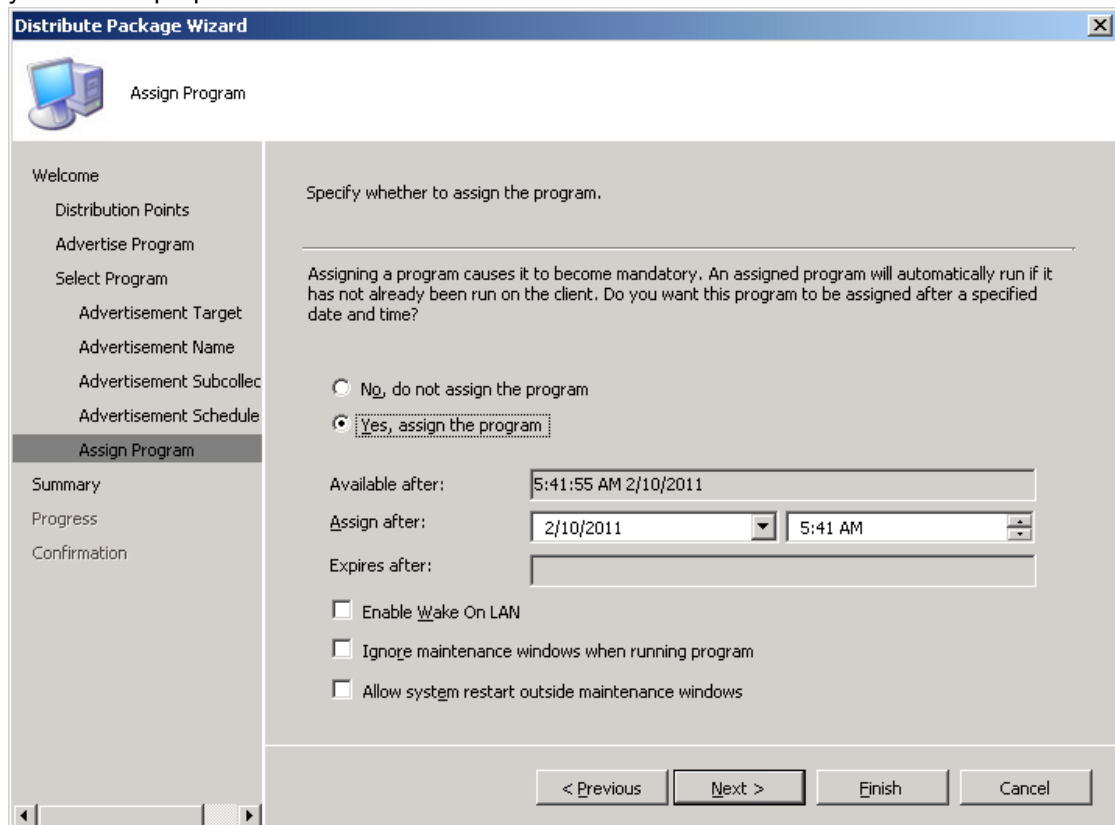 Distribute Package Wizard
Assign Program
Welcome
Distribution Points
Advertise Program
Select Program
Advertisement Target
Advertisement Name
Advertisement Subcollec
Advertisement Schedule
Assign Program
Summary
Progress
Confirmation
Specify whether to assign the program.
Assigning a program causes it to become mandatory. An assigned program will automatically run if it
has not already been run on the client. Do you want this program to be assigned after a specified
date and time?
No, do not assign the program
Yes, assign the program
Available after: 5:41:55 AM 2/10/2011
Assign after: 2/10/2011 5:41 AM
Expires after:
Enable Wake On LAN
Ignore maintenance windows when running program
Allow system restart outside maintenance windows
< Previous Next > Finish Cancel